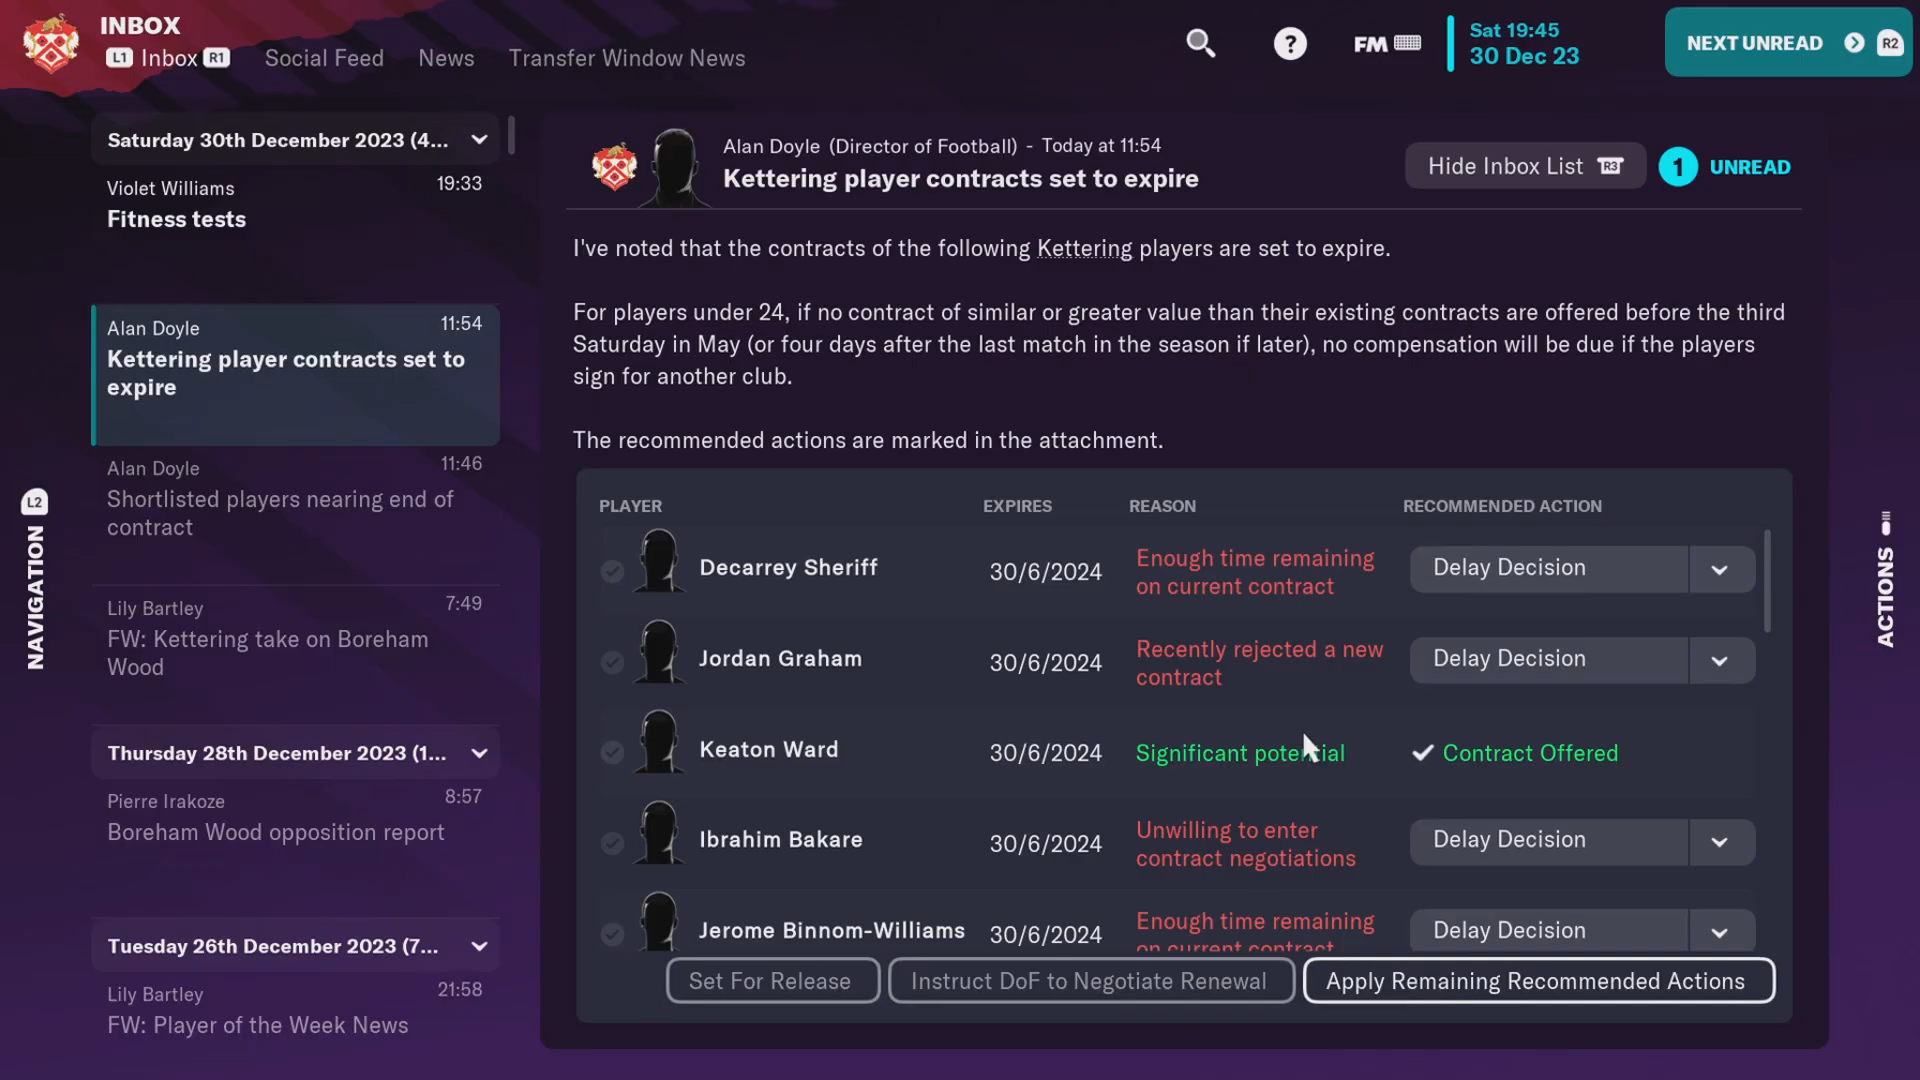 INBOX
L1 Inbox R1
Social Feed
News
Transfer Window News
?
FM
Sat 19:45
30 Dec 23
NEXT UNREAD R2
Saturday 30th December 2023 (4...
Violet Williams 19:33
Fitness tests
Alan Doyle 11:54
Kettering player contracts set to
expire
Alan Doyle 11:46
Shortlisted players nearing end of
contract
Lily Bartley 7:49
FW: Kettering take on Boreham
Wood
Thursday 28th December 2023 (1...
Pierre Irakoze 8:57
Boreham Wood opposition report
Tuesday 26th December 2023 (7...
Lily Bartley 21:58
FW: Player of the Week News
L2
NAVIGATIS
Alan Doyle (Director of Football) - Today at 11:54
Kettering player contracts set to expire
Hide Inbox List R3
1 UNREAD
I've noted that the contracts of the following Kettering players are set to expire.
For players under 24, if no contract of similar or greater value than their existing contracts are offered before the third
Saturday in May (or four days after the last match in the season if later), no compensation will be due if the players
sign for another club.
The recommended actions are marked in the attachment.
PLAYER EXPIRES REASON RECOMMENDED ACTION
Decarrey Sheriff 30/6/2024 Enough time remaining
on current contract
Delay Decision
Jordan Graham 30/6/2024 Recently rejected a new
contract
Delay Decision
Keaton Ward 30/6/2024 Significant potential Contract Offered
Ibrahim Bakare 30/6/2024 Unwilling to enter
contract negotiations
Delay Decision
Jerome Binnom-Williams 30/6/2024 Enough time remaining
on current contract
Delay Decision
Set For Release
Instruct DoF to Negotiate Renewal
Apply Remaining Recommended Actions
ACTIONS